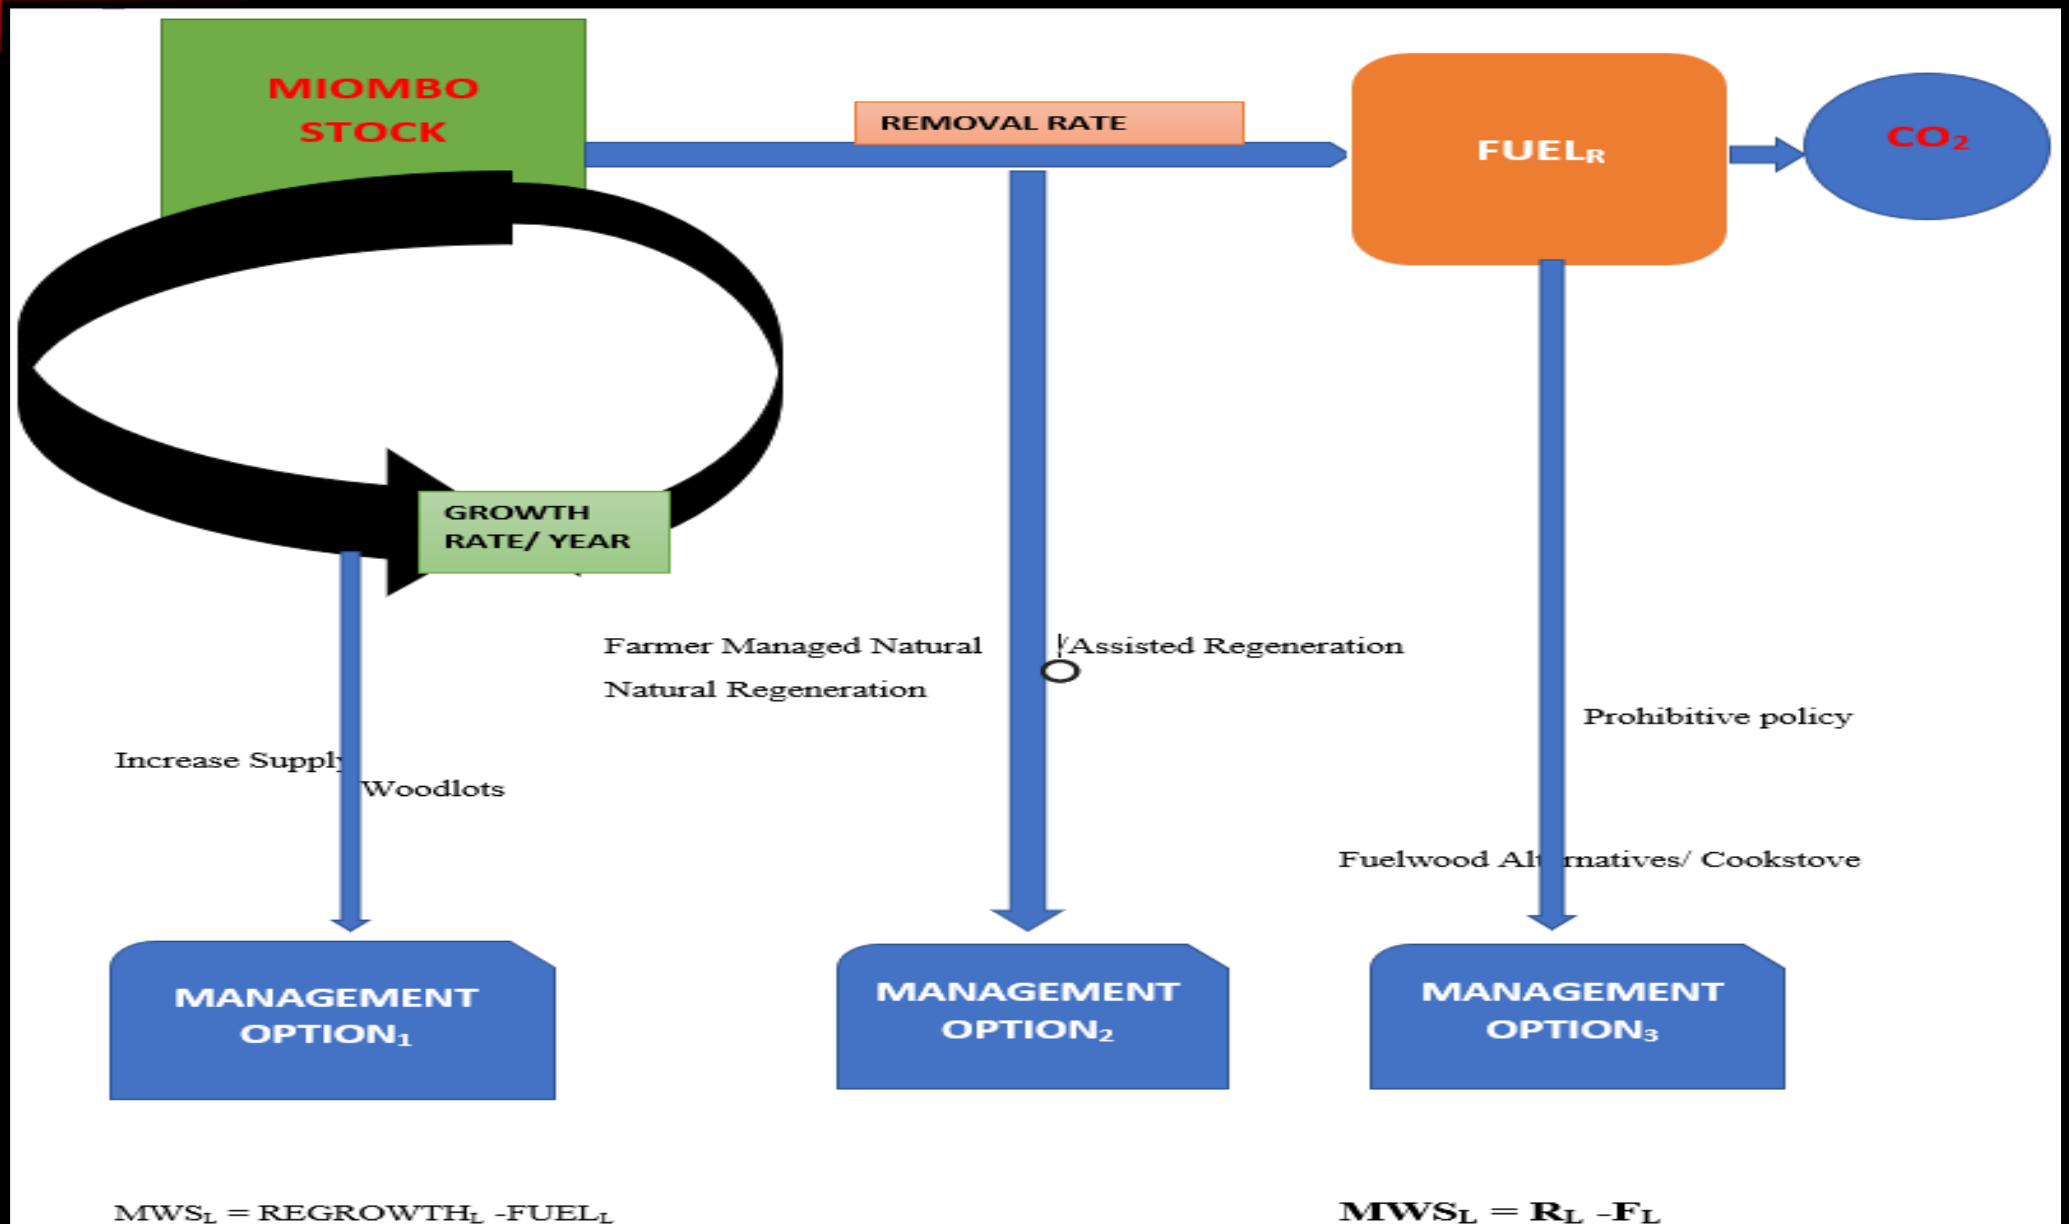 MIOMBO
STOCK
REMOVAL RATE
FUELR
CO2
GROWTH
RATE/ YEAR
Farmer Managed Natural /Assisted Regeneration
Natural Regeneration
Prohibitive policy
Increase Supply
Woodlots
Fuelwood Alternatives/ Cookstove
MANAGEMENT
OPTION1
MANAGEMENT
OPTION2
MANAGEMENT
OPTION3
MWSL = REGROWTHL -FUELL
MWSL = RL -FL